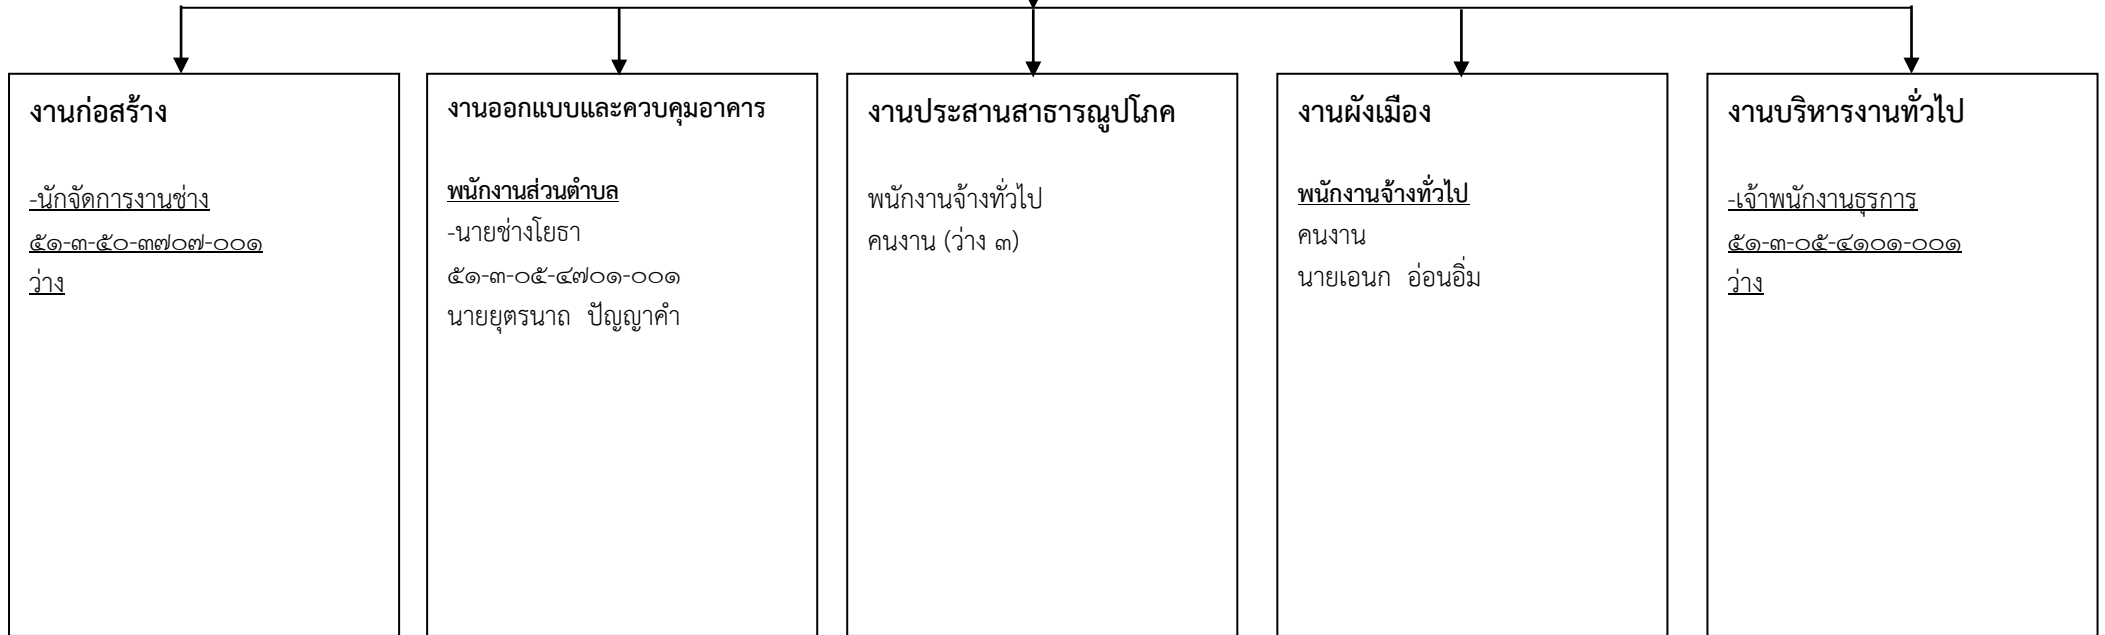 งานก่อสร้าง
-นักจัดการงานช่าง
๕๑-๓-๕๐-๓๗๐๗-๐๐๑
ว่าง
งานออกแบบและควบคุมอาคาร
พนักงานส่วนตำบล
-นายช่างโยธา
๕๑-๓-๐๕-๔๗๐๑-๐๐๑
นายยุตรนาถ ปัญญาคำ
งานประสานสาธารณูปโภค
พนักงานจ้างทั่วไป
คนงาน (ว่าง ๓)
งานผังเมือง
พนักงานจ้างทั่วไป
คนงาน
นายเอนก อ่อนอิ่ม
งานบริหารงานทั่วไป
-เจ้าพนักงานธุรการ
๕๑-๓-๐๕-๔๑๐๑-๐๐๑
ว่าง